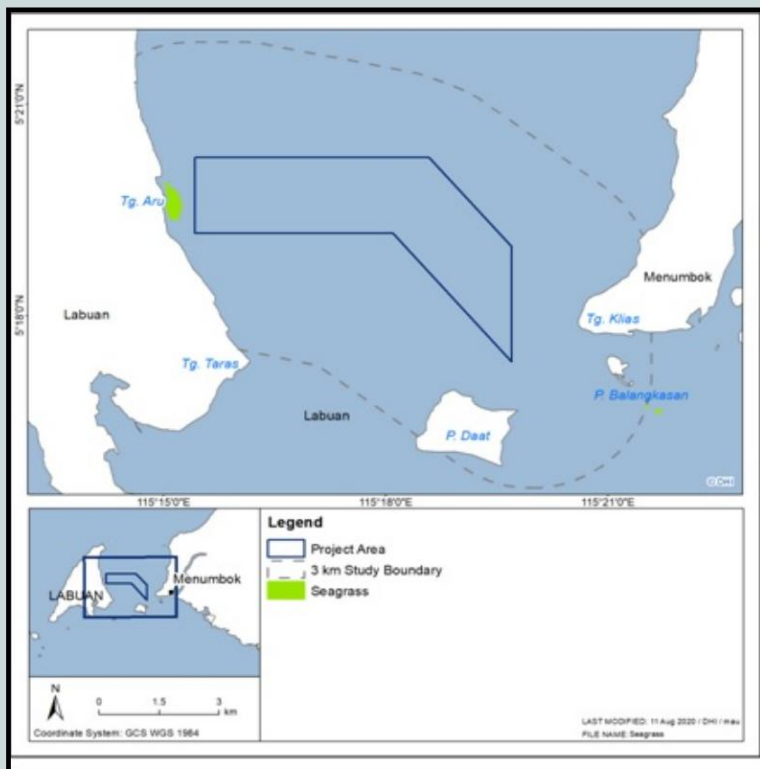 5°21'0"N
Tg. Aru
Menumbok
5°18'0"N
Labuan
Tg. Klias
Tg. Taras
P. Balangkasan
Labuan
P. Daat
© DHI
115°15'0"E
115°18'0"E
115°21'0"E
LABUAN
Menumbok
N
0 1.5 3
km
Coordinate System: GCS WGS 1984
Legend
Project Area
3 km Study Boundary
Seagrass
LAST MODIFIED: 11 Aug 2020 / DHI / mau
FILE NAME: Seagrass